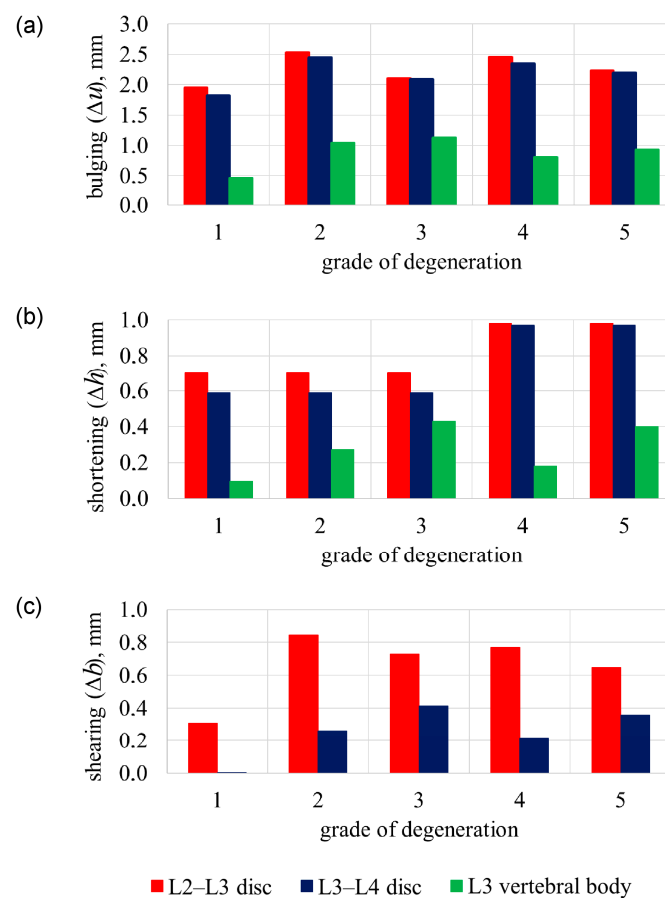 (a)
bulging (Δu), mm
3.0
2.5
2.0
1.5
1.0
0.5
0.0
1 2 3 4 5
grade of degeneration
(b)
shortening (Δh), mm
1.0
0.8
0.6
0.4
0.2
0.0
1 2 3 4 5
grade of degeneration
(c)
shearing (Δb), mm
1.0
0.8
0.6
0.4
0.2
0.0
1 2 3 4 5
grade of degeneration
L2–L3 disc L3–L4 disc L3 vertebral body